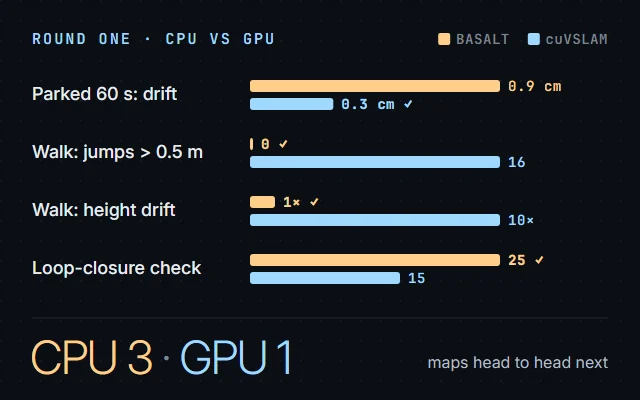 ROUND ONE · CPU VS GPU
BASALT cuVSLAM
Parked 60 s: drift
0.9 cm
0.3 cm ✓
Walk: jumps > 0.5 m
0 ✓
16
Walk: height drift
1× ✓
10×
Loop-closure check
25 ✓
15
CPU 3 · GPU 1
maps head to head next